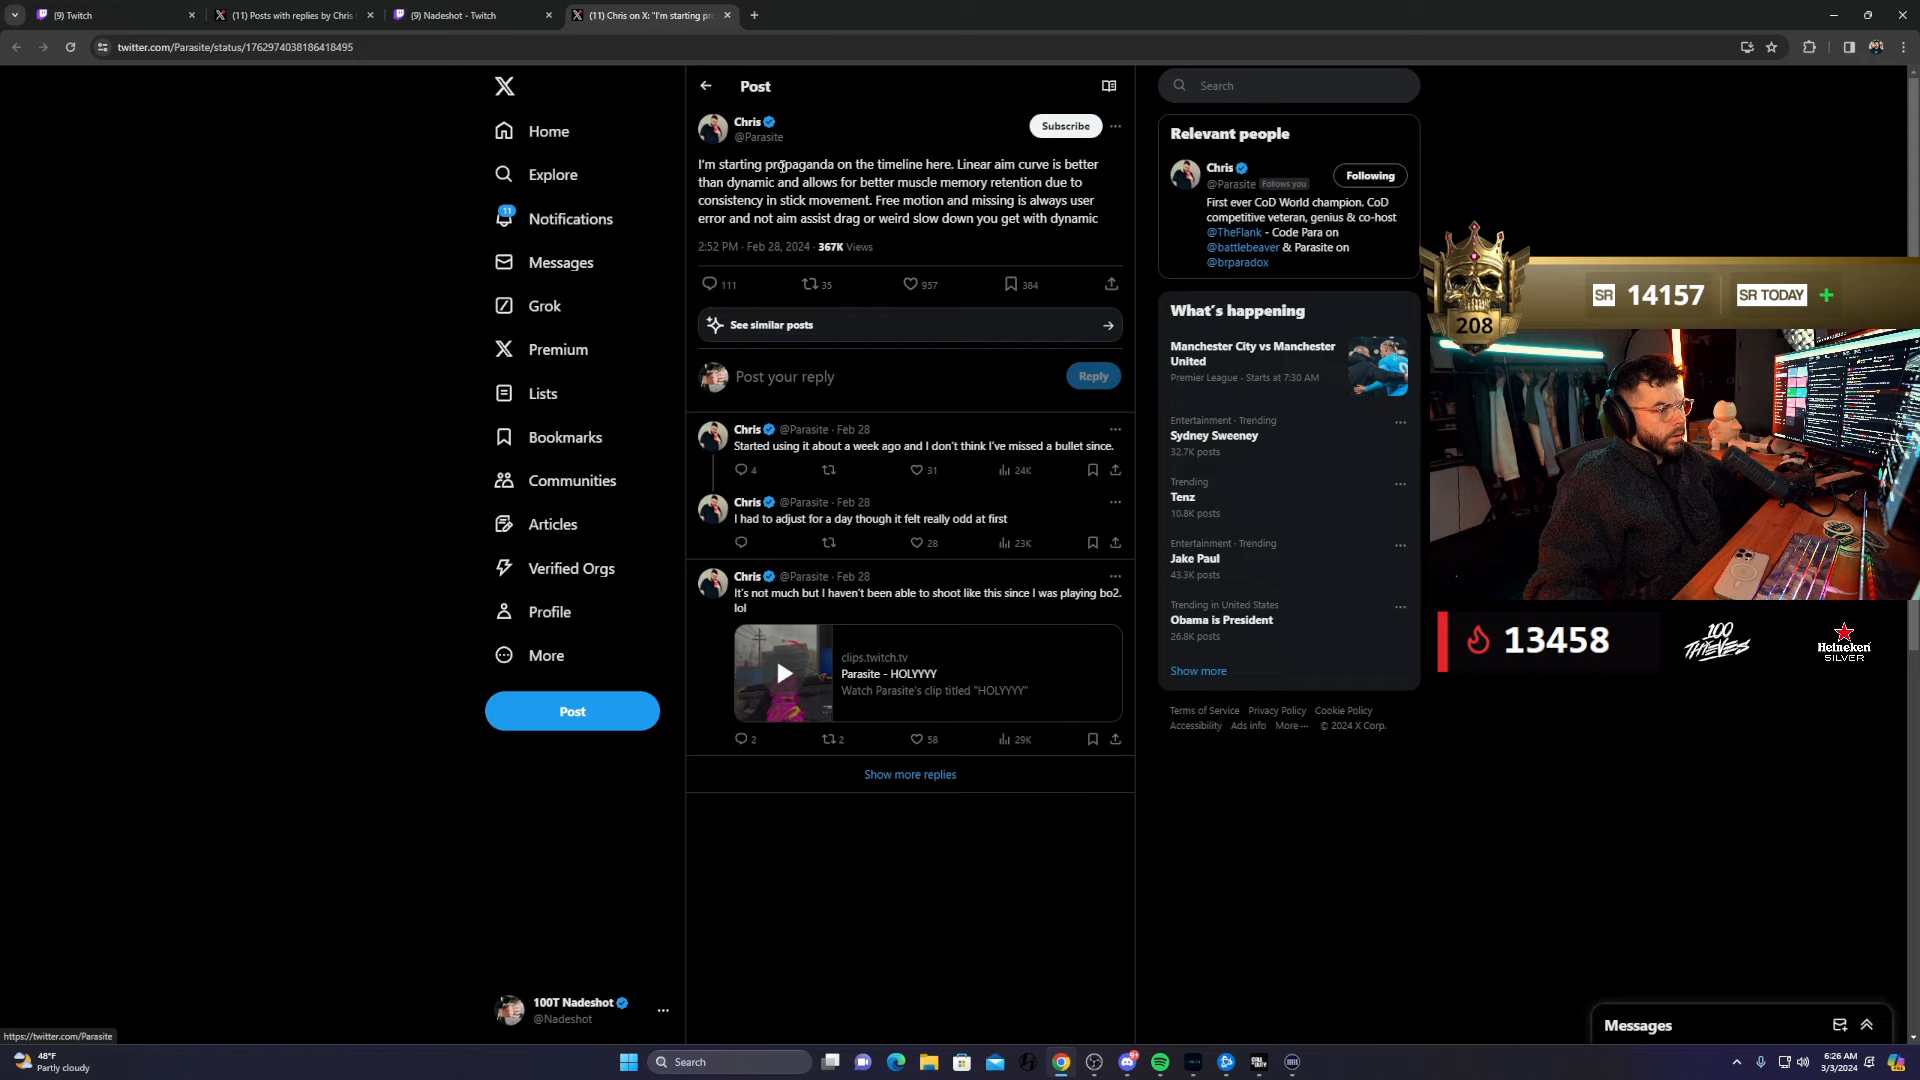 (9) Twitch
(11) Posts with replies by Chris
(9) Nadeshot - Twitch
(11) Chris on X: "I'm starting pr
twitter.com/Parasite/status/1762974038186418495
Home
Explore
11
Notifications
Messages
Grok
Premium
Lists
Bookmarks
Communities
Articles
Verified Orgs
Profile
More
Post
100T Nadeshot
@Nadeshot
Post
Chris
@Parasite
Subscribe
I'm starting propaganda on the timeline here. Linear aim curve is better
than dynamic and allows for better muscle memory retention due to
consistency in stick movement. Free motion and missing is always user
error and not aim assist drag or weird slow down you get with dynamic
2:52 PM · Feb 28, 2024 · 367K Views
111
35
957
384
See similar posts
Post your reply
Reply
Chris @Parasite · Feb 28
Started using it about a week ago and I don't think I've missed a bullet since.
4
31
24K
Chris @Parasite · Feb 28
I had to adjust for a day though it felt really odd at first
28
23K
Chris @Parasite · Feb 28
It's not much but I haven't been able to shoot like this since I was playing bo2.
lol
clips.twitch.tv
Parasite - HOLYYYY
Watch Parasite's clip titled "HOLYYYY"
2
2
58
29K
Show more replies
Search
Relevant people
Chris
@Parasite Follows you
Following
First ever CoD World champion. CoD
competitive veteran, genius & co-host
@TheFlank - Code Para on
@battlebeaver & Parasite on
@brparadox
What's happening
Manchester City vs Manchester
United
Premier League · Starts at 7:30 AM
Entertainment · Trending
Sydney Sweeney
32.7K posts
Trending
Tenz
10.8K posts
Entertainment · Trending
Jake Paul
43.3K posts
Trending in United States
Obama is President
26.8K posts
Show more
Terms of Service Privacy Policy Cookie Policy
Accessibility Ads info More ··· © 2024 X Corp.
208
SR 14157
SR TODAY +
13458
100 THIEVES
Heineken
SILVER
Messages
https://twitter.com/Parasite
48°F
Partly cloudy
Search
6:26 AM
3/3/2024